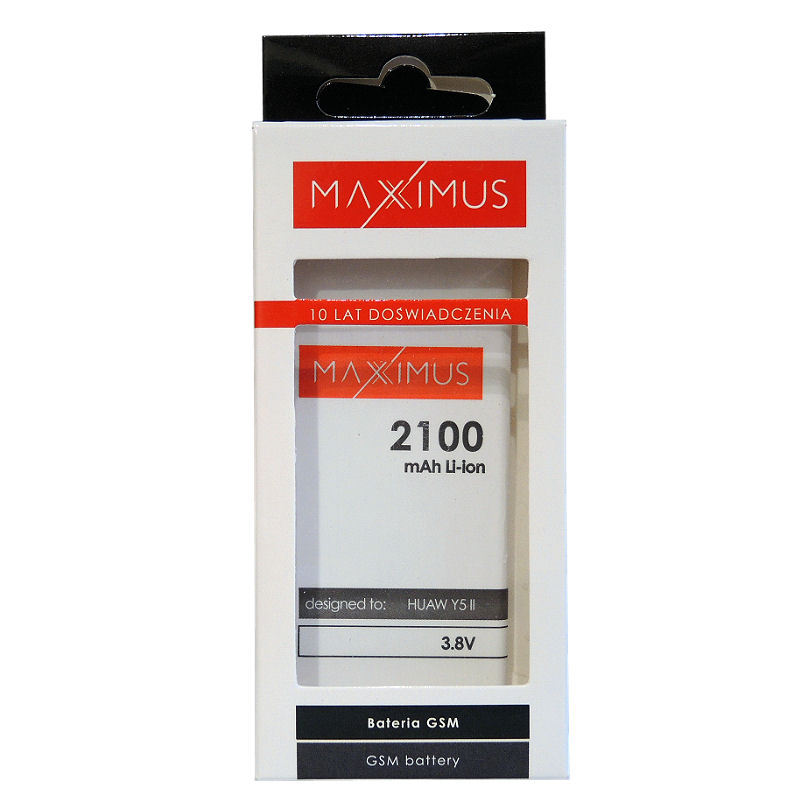 MAXXIMUS
10 LAT DOŚWIADCZENIA
MAXXIMUS
2100
mAh Li-ion
designed to: HUAW Y5 II
3.8V
Bateria GSM
GSM battery